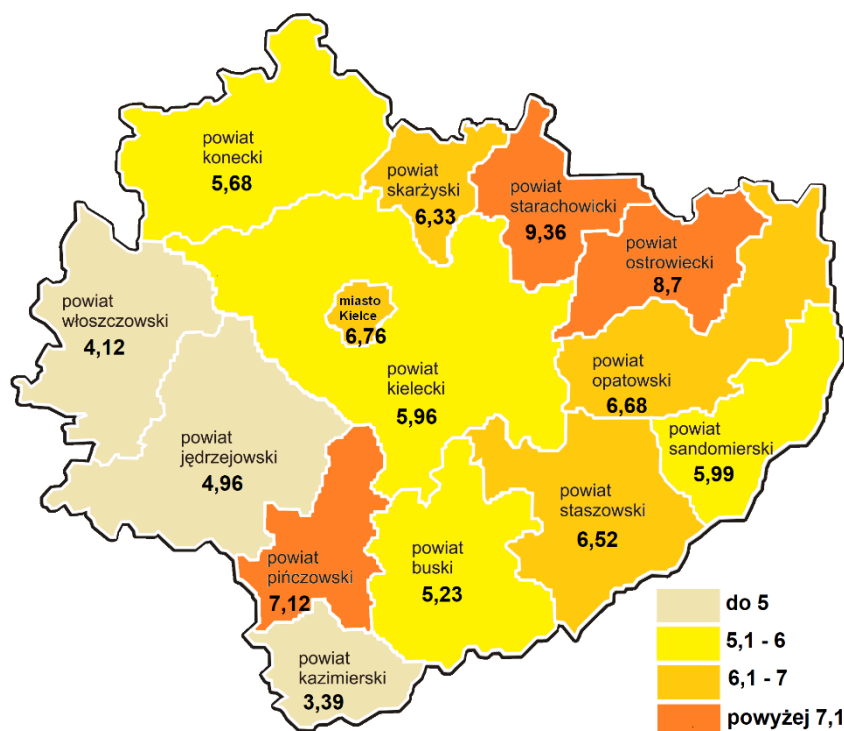 powiat
konecki
5,68
powiat
skarżyski
6,33
powiat
starachowicki
9,36
powiat
ostrowiecki
8,7
powiat
włoszczowski
4,12
miasto
Kielce
6,76
powiat
kielecki
5,96
powiat
opatowski
6,68
powiat
sandomierski
5,99
powiat
jędrzejowski
4,96
powiat
staszowski
6,52
powiat
pińczowski
7,12
powiat
buski
5,23
powiat
kazimierski
3,39
do 5
5,1 - 6
6,1 - 7
powyżej 7,1